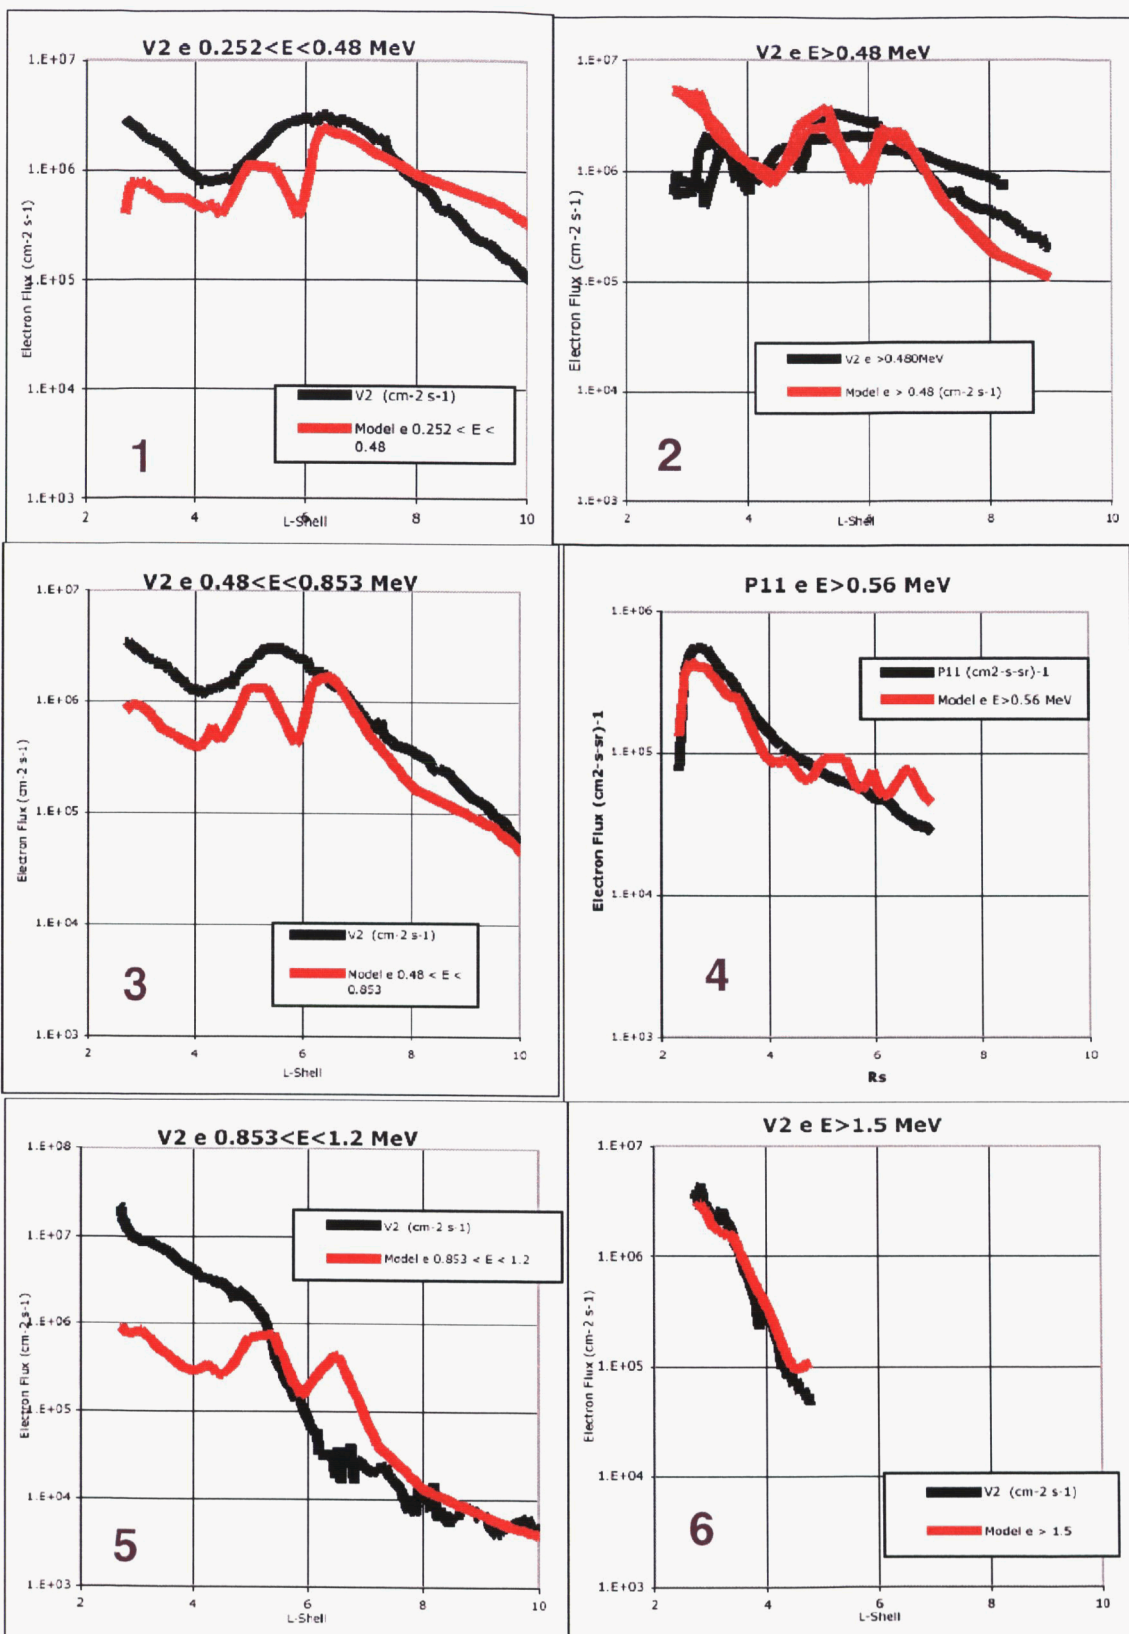 V2 e 0.252<E<0.48 MeV
1.E+07
1.E+06
1.E+05
1.E+04
1.E+03
Electron Flux (cm-2 s-1)
V2 (cm-2 s-1)
Model e 0.252 < E <
0.48
1
2 4 6 8 10
L-Shell
V2 e E>0.48 MeV
1.E+07
1.E+06
1.E+05
1.E+04
1.E+03
Electron Flux (cm-2 s-1)
V2 e >0.480MeV
Model e > 0.48 (cm-2 s-1)
2
2 4 6 8 10
L-Shell
V2 e 0.48<E<0.853 MeV
1.E+07
1.E+06
1.E+05
1.E+04
1.E+03
Electron Flux (cm-2 s-1)
V2 (cm-2 s-1)
Model e 0.48 < E <
0.853
3
2 4 6 8 10
L-Shell
P11 e E>0.56 MeV
1.E+06
1.E+05
1.E+04
1.E+03
Electron Flux (cm2-s-sr)-1
P11 (cm2-s-sr)-1
Model e E>0.56 MeV
4
2 4 6 8 10
Rs
V2 e 0.853<E<1.2 MeV
1.E+08
1.E+07
1.E+06
1.E+05
1.E+04
1.E+03
Electron Flux (cm-2 s-1)
V2 (cm-2 s-1)
Model e 0.853 < E < 1.2
5
2 4 6 8 10
L-Shell
V2 e E>1.5 MeV
1.E+07
1.E+06
1.E+05
1.E+04
1.E+03
Electron Flux (cm-2 s-1)
V2 (cm-2 s-1)
Model e > 1.5
6
2 4 6 8 10
L-Shell